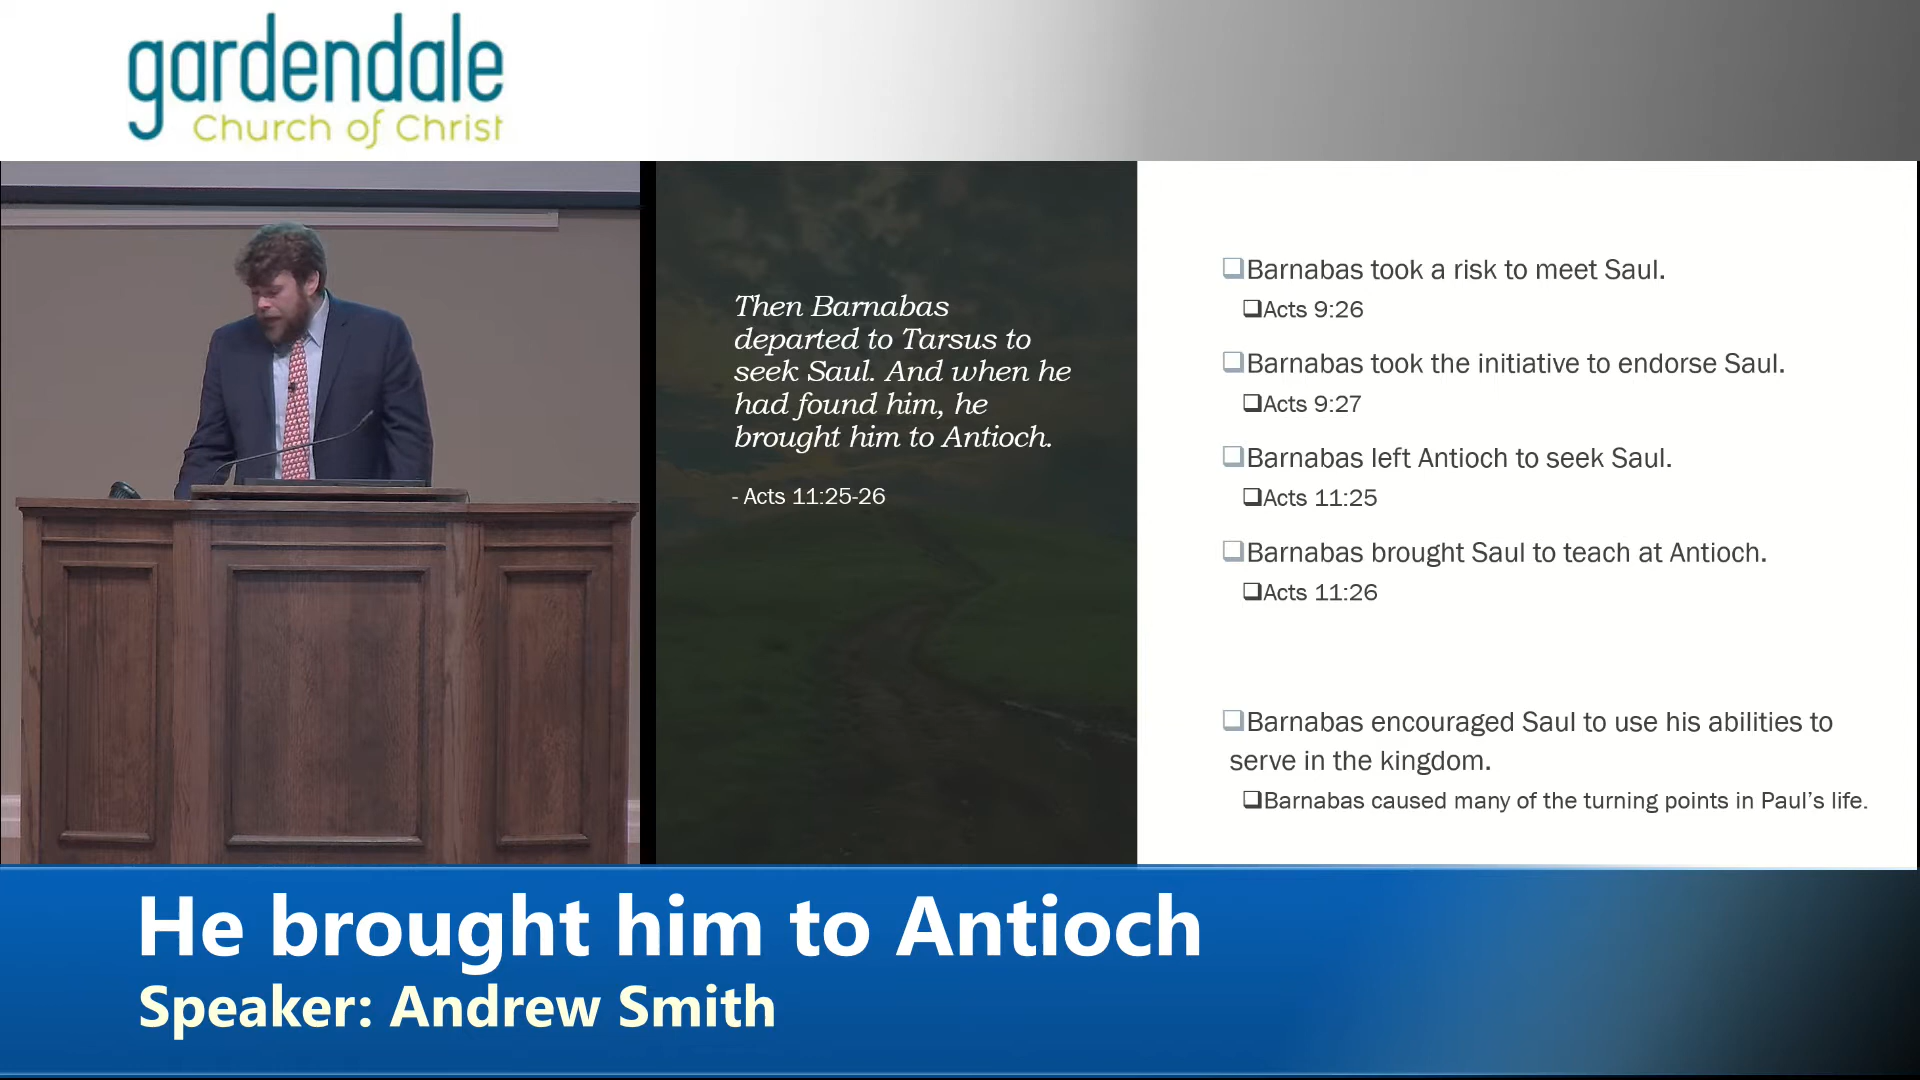 gardendale
Church of Christ
Then Barnabas
departed to Tarsus to
seek Saul. And when he
had found him, he
brought him to Antioch.
- Acts 11:25-26
❑Barnabas took a risk to meet Saul.
❑Acts 9:26
❑Barnabas took the initiative to endorse Saul.
❑Acts 9:27
❑Barnabas left Antioch to seek Saul.
❑Acts 11:25
❑Barnabas brought Saul to teach at Antioch.
❑Acts 11:26
❑Barnabas encouraged Saul to use his abilities to
serve in the kingdom.
❑Barnabas caused many of the turning points in Paul’s life.
He brought him to Antioch
Speaker: Andrew Smith